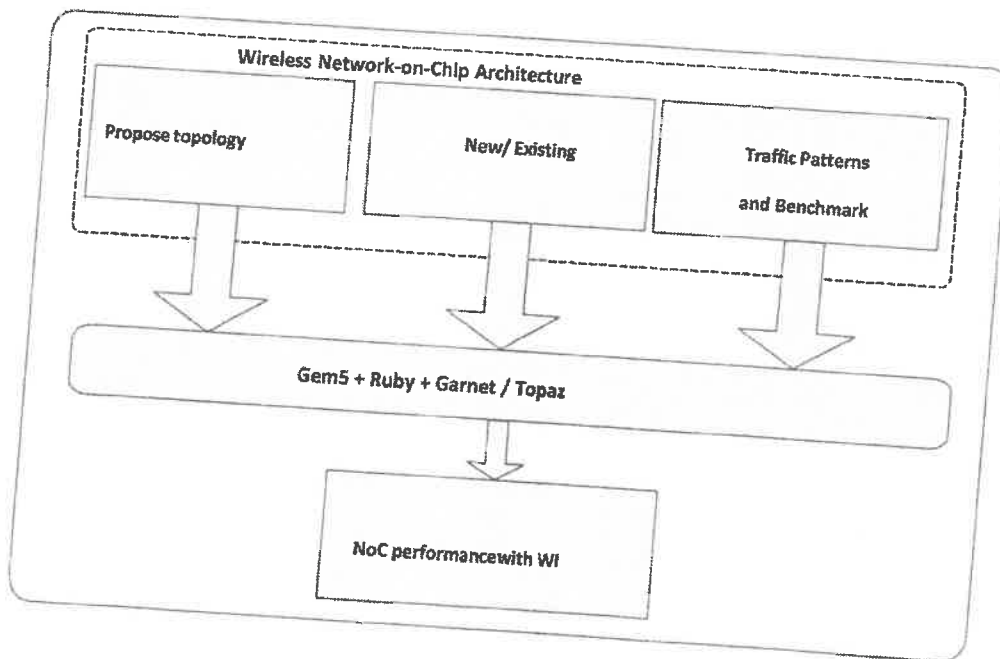 Wireless Network-on-Chip Architecture
Propose topology
New/ Existing
Traffic Patterns
and Benchmark
Gem5 + Ruby + Garnet / Topaz
NoC performancewith WI